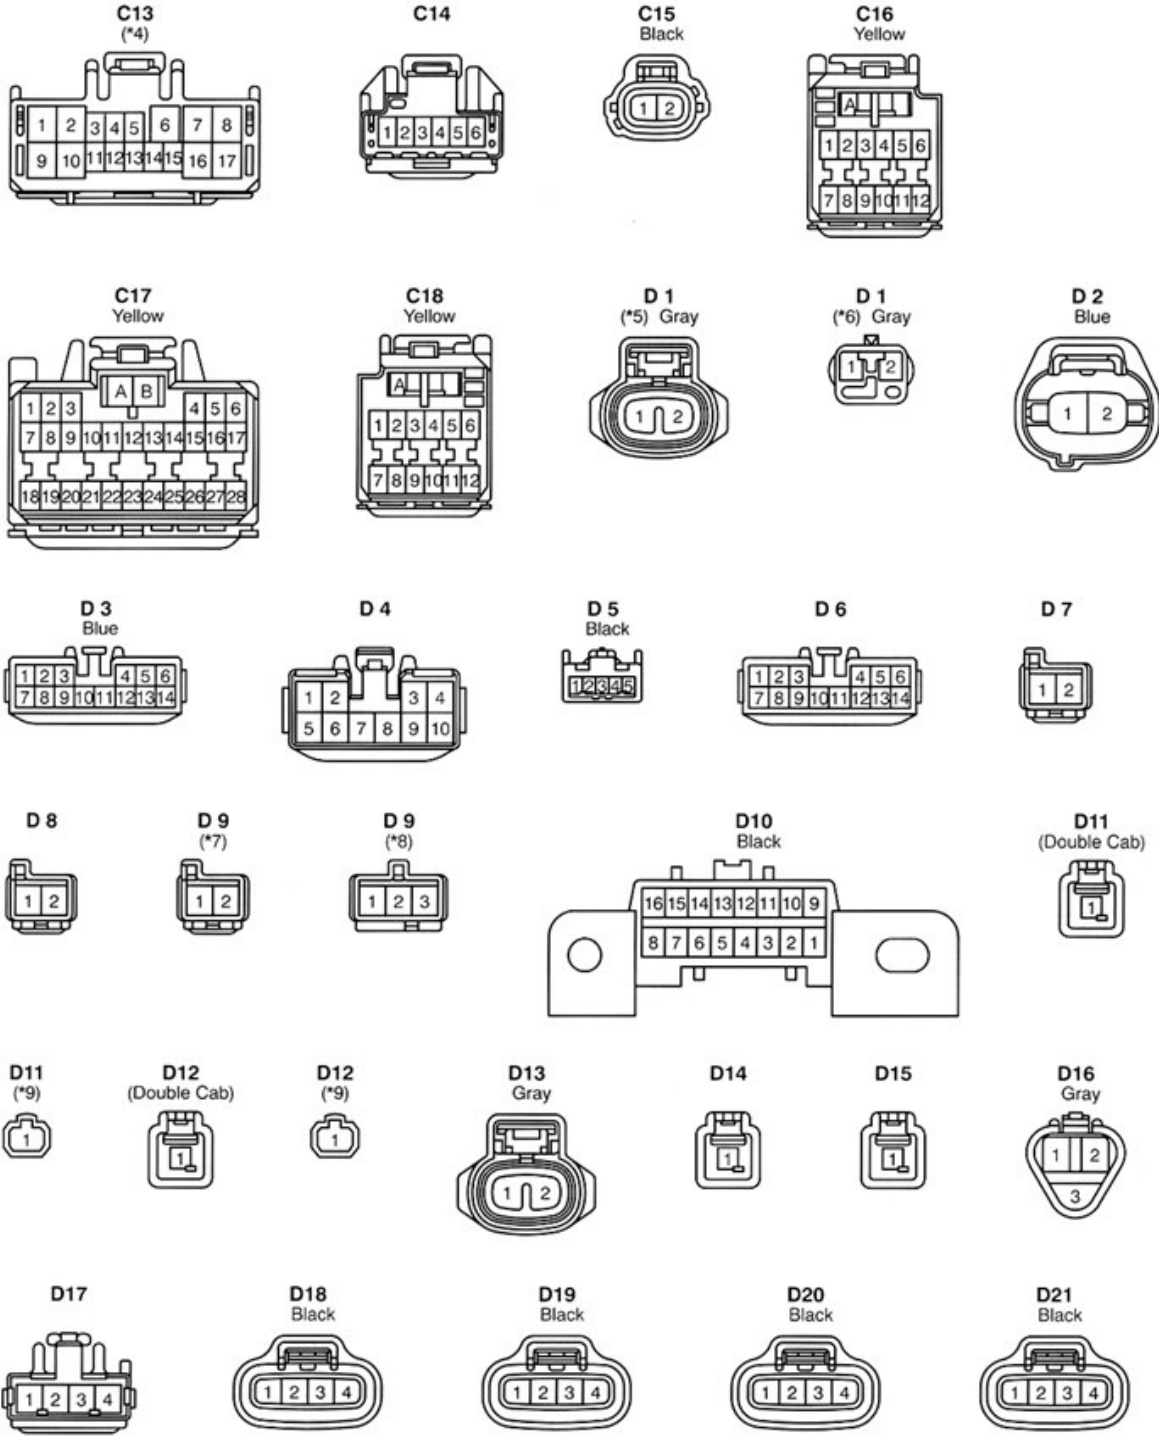 C13 C14 C15 C16
(*4) Black Yellow
1 2 3 4 5 6 7 8
9 10 11 12 13 14 15 16 17
1 2 3 4 5 6
1 2
A
1 2 3 4 5 6
7 8 9 10 11 12
C17 C18 D 1 D 1 D 2
Yellow Yellow (*5) Gray (*6) Gray Blue
A B
1 2 3 4 5 6
7 8 9 10 11 12 13 14 15 16 17
18 19 20 21 22 23 24 25 26 27 28
A
1 2 3 4 5 6
7 8 9 10 11 12
1 2
1 2
1 2
D 3 D 4 D 5 D 6 D 7
Blue Black
1 2 3 4 5 6
7 8 9 10 11 12 13 14
1 2 3 4
5 6 7 8 9 10
1 2 3 4 5
1 2 3 4 5 6
7 8 9 10 11 12 13 14
1 2
D 8 D 9 D 9 D10 D11
(*7) (*8) Black (Double Cab)
1 2
1 2
1 2 3
16 15 14 13 12 11 10 9
8 7 6 5 4 3 2 1
1
D11 D12 D12 D13 D14 D15 D16
(*9) (Double Cab) (*9) Gray Gray
1
1
1
1 2
1
1
1 2
3
D17 D18 D19 D20 D21
Black Black Black Black
1 2 3 4
1 2 3 4
1 2 3 4
1 2 3 4
1 2 3 4